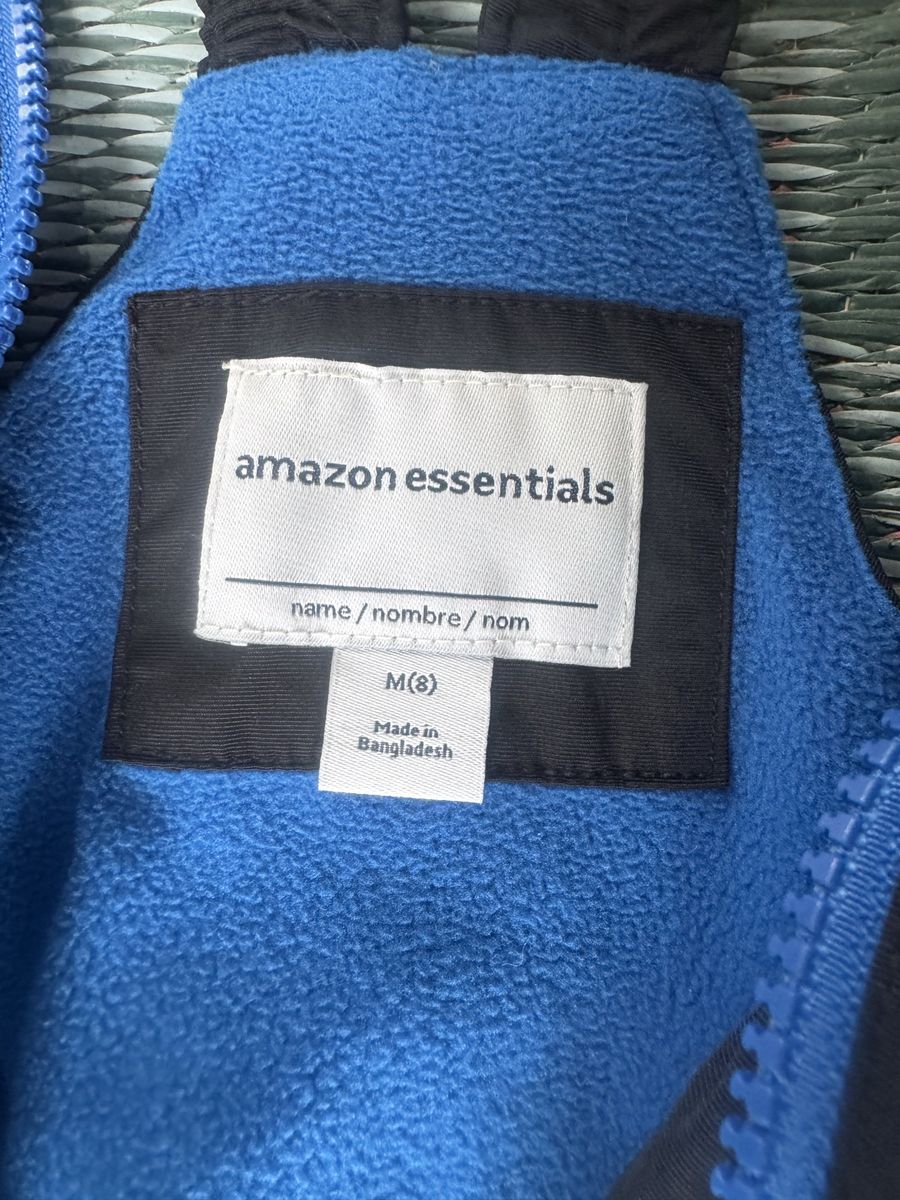 amazon essentials
name / nombre / nom
M(8)
Made in
Bangladesh